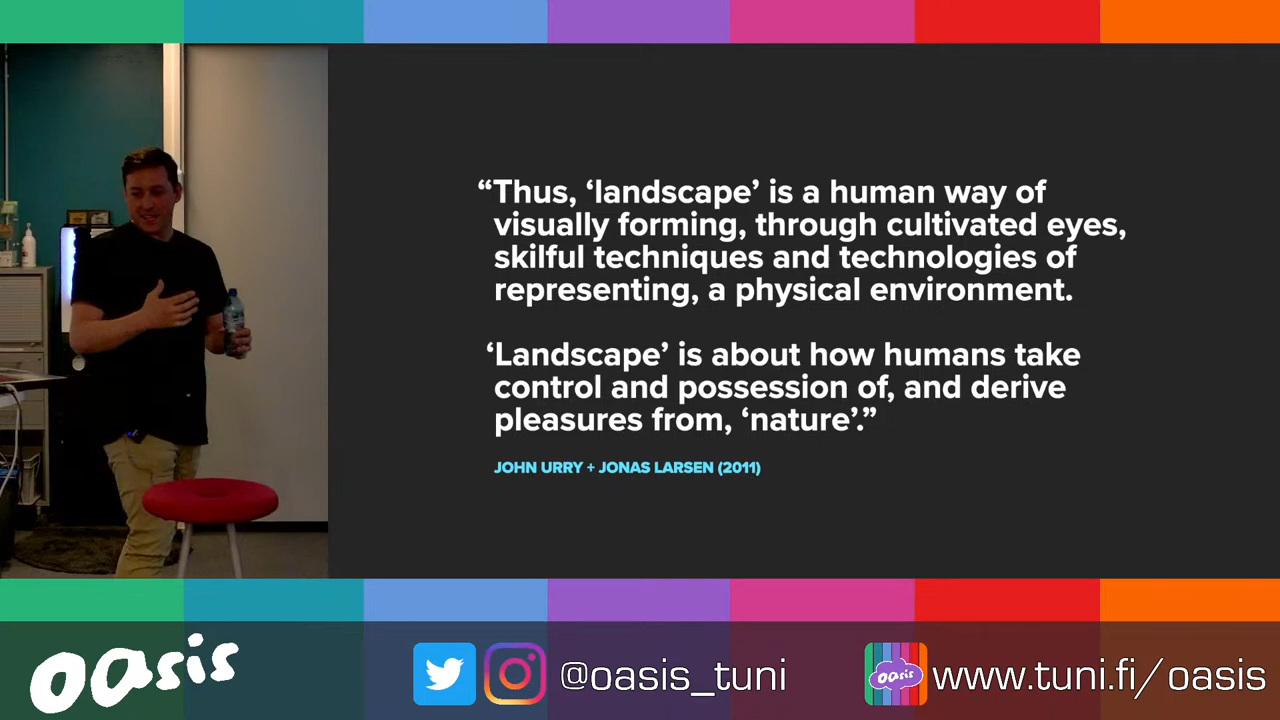 “Thus, ‘landscape’ is a human way of
visually forming, through cultivated eyes,
skilful techniques and technologies of
representing, a physical environment.
‘Landscape’ is about how humans take
control and possession of, and derive
pleasures from, ‘nature’.”
JOHN URRY + JONAS LARSEN (2011)
oasis
@oasis_tuni
oasis
www.tuni.fi/oasis